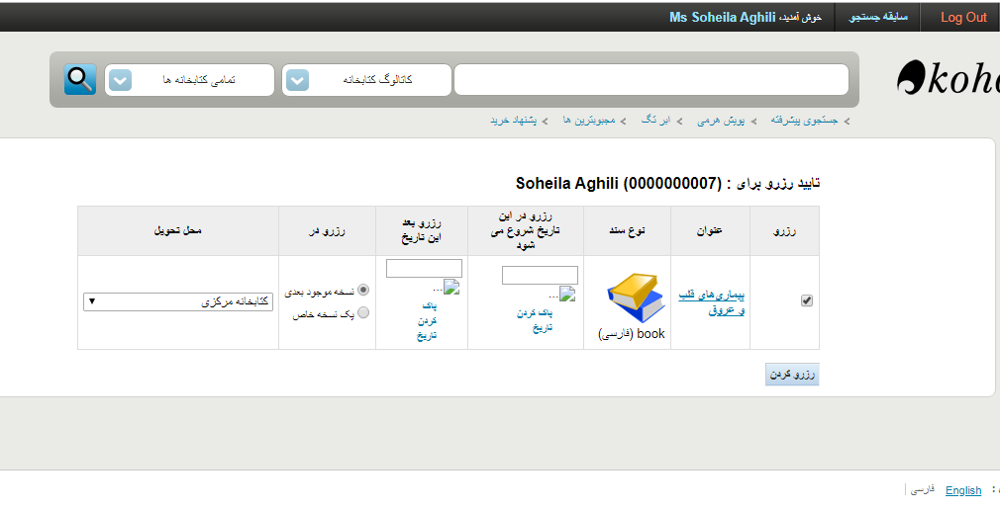 Log Out
سابقه جستجو
خوش آمدید، Ms Soheila Aghili
koha
کاتالوگ کتابخانه
تمامی کتابخانه ها
جستجوی پیشرفته
پویش هرمی
ابر تگ
محبوبترین ها
پشنهاد خرید
تایید رزرو برای : Soheila Aghili (0000000007)
رزرو
عنوان
نوع سند
رزرو در این
تاریخ شروع می
شود
رزرو بعد
این تاریخ
رزرو در
محل تحویل
بیماری‌های قلب
و عروق
book (فارسی)
...
پاک کردن
تاریخ
...
پاک
کردن
تاریخ
نسخه موجود بعدی
یک نسخه خاص
کتابخانه مرکزی
رزرو کردن
English
فارسی